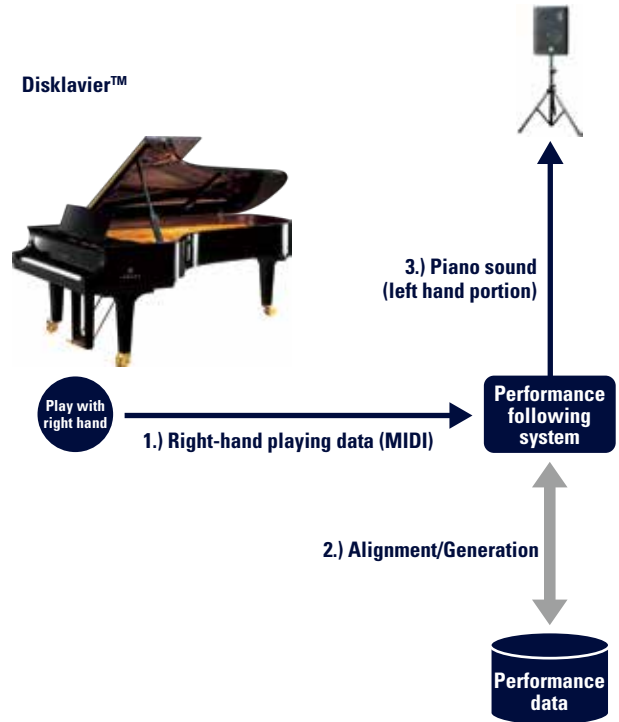 Disklavier™
3.) Piano sound
(left hand portion)
Play with
right hand
1.) Right-hand playing data (MIDI)
Performance
following
system
2.) Alignment/Generation
Performance
data